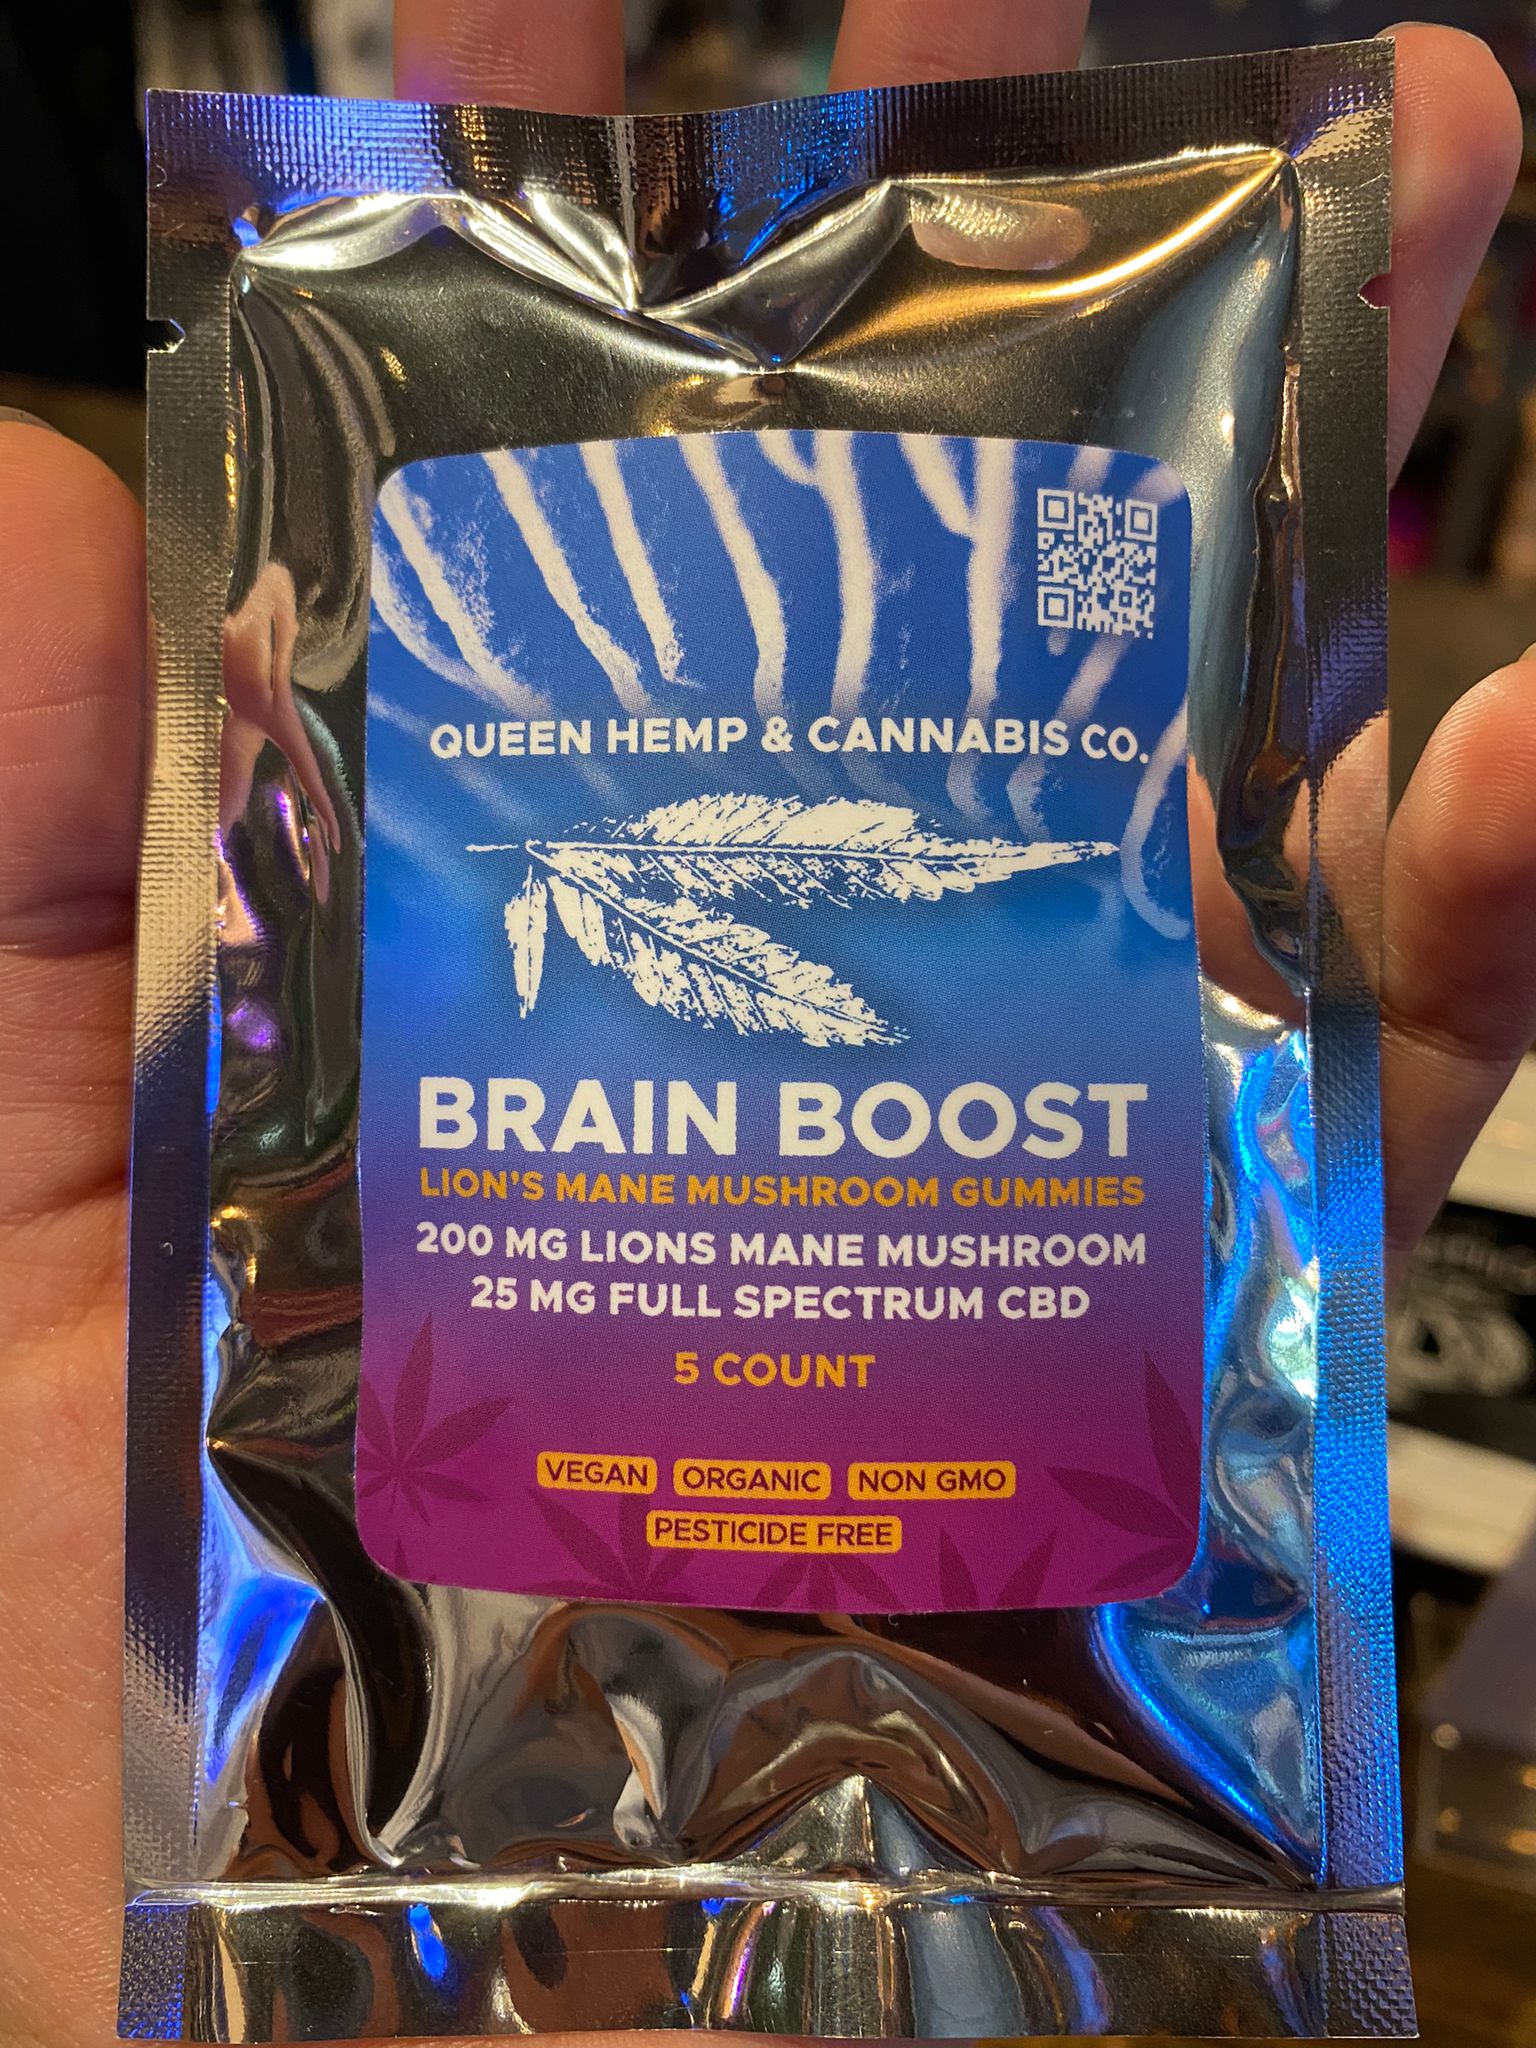 QUEEN HEMP & CANNABIS CO.
BRAIN BOOST
LION'S MANE MUSHROOM GUMMIES
200 MG LIONS MANE MUSHROOM
25 MG FULL SPECTRUM CBD
5 COUNT
VEGAN ORGANIC NON GMO
PESTICIDE FREE